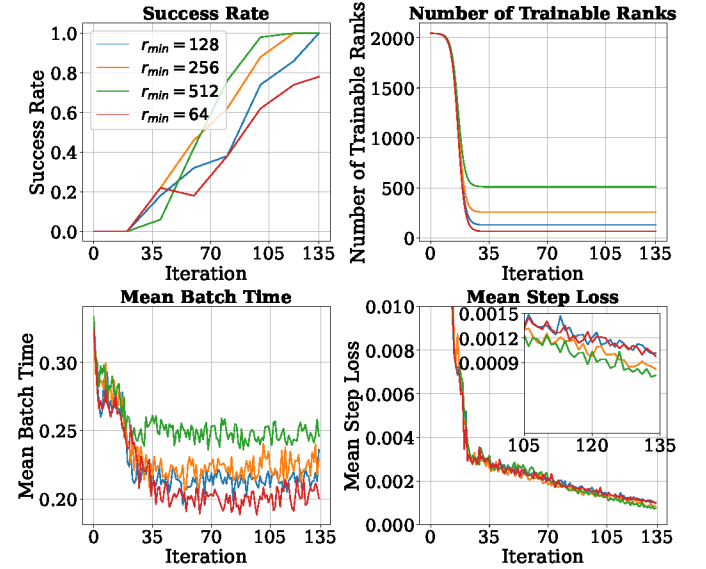 Success Rate
Number of Trainable Ranks
Success Rate
1.0
0.8
0.6
0.4
0.2
0.0
r_min = 128
r_min = 256
r_min = 512
r_min = 64
0 35 70 105 135
Iteration
Number of Trainable Ranks
2000
1500
1000
500
0
0 35 70 105 135
Iteration
Mean Batch Time
Mean Step Loss
Mean Batch Time
0.30
0.25
0.20
0 35 70 105 135
Iteration
Mean Step Loss
0.010
0.008
0.006
0.004
0.002
0.000
0.0015
0.0012
0.0009
105 120 135
0 35 70 105 135
Iteration